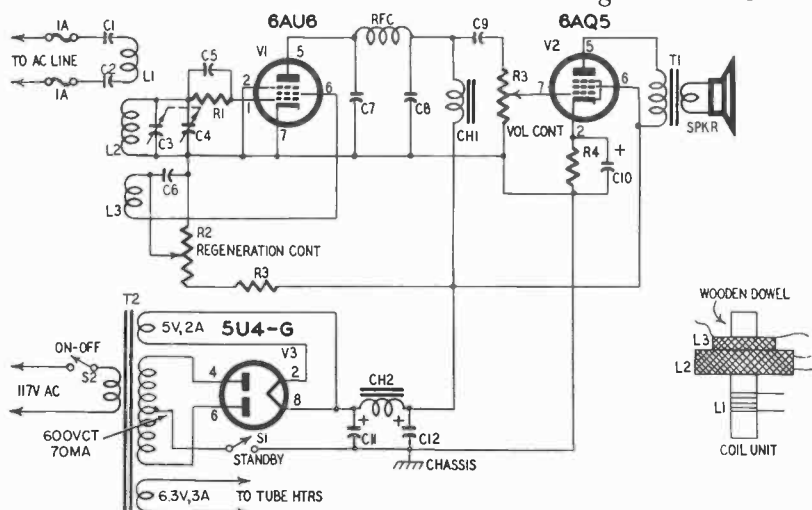 6AU6
RFC
C9
6AQ5
1A
C1
TO AC LINE
L1
C2
1A
C5
V1
5
2
6
1
7
R1
C3
C4
L2
C7
C8
CH1
R3
7
VOL CONT
V2
5
6
2
T1
SPKR
R4
+
C10
C6
L3
R2
REGENERATION CONT
R3
T2
5V, 2A
5U4-G
V3
ON-OFF
S2
117V AC
4
2
6
8
CH2
+
+
C11
C12
600VCT
70MA
S1
STANDBY
CHASSIS
6.3V, 3A
TO TUBE HTRS
WOODEN DOWEL
L3
L2
L1
COIL UNIT